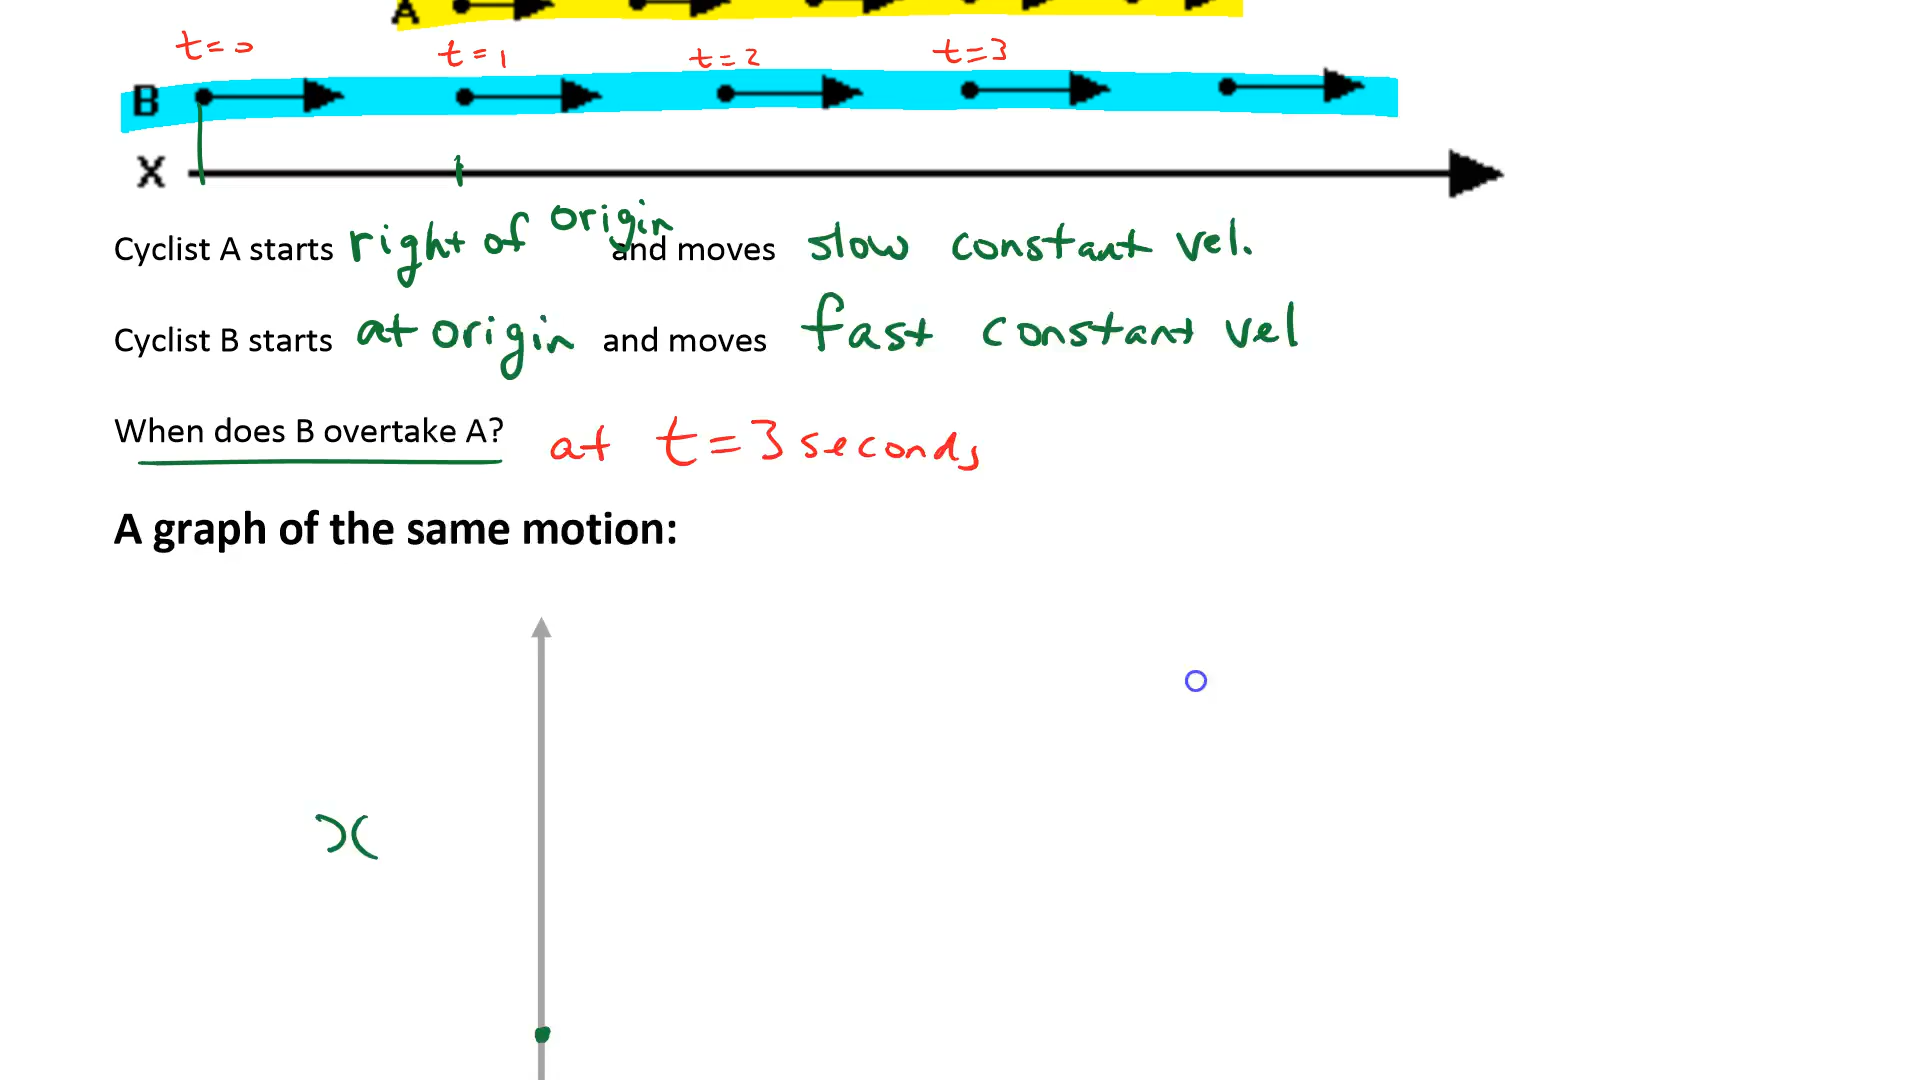 A
t=0 t=1 t=2 t=3
B
X
Cyclist A starts right of origin and moves slow constant vel.
Cyclist B starts at origin and moves fast constant vel
When does B overtake A? at t=3 seconds
A graph of the same motion:
x